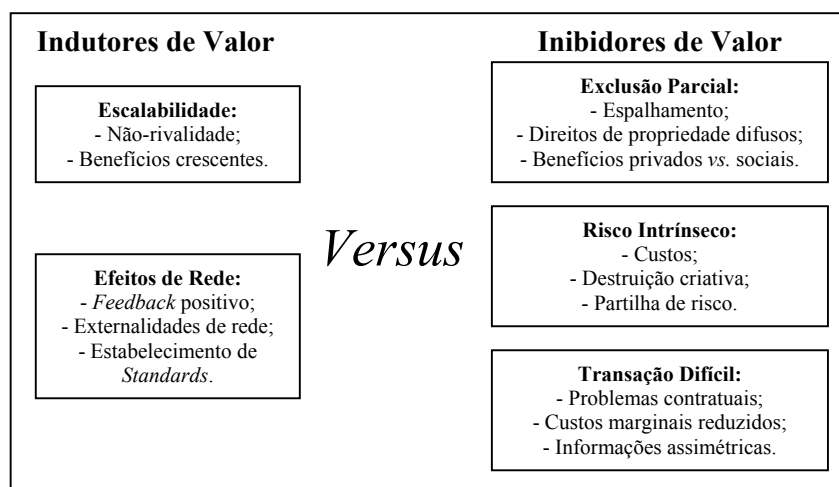 Indutores de Valor
Escalabilidade:
- Não-rivalidade;
- Benefícios crescentes.
Efeitos de Rede:
- Feedback positivo;
- Externalidades de rede;
- Estabelecimento de
Standards.
Versus
Inibidores de Valor
Exclusão Parcial:
- Espalhamento;
- Direitos de propriedade difusos;
- Benefícios privados vs. sociais.
Risco Intrínseco:
- Custos;
- Destruição criativa;
- Partilha de risco.
Transação Difícil:
- Problemas contratuais;
- Custos marginais reduzidos;
- Informações assimétricas.